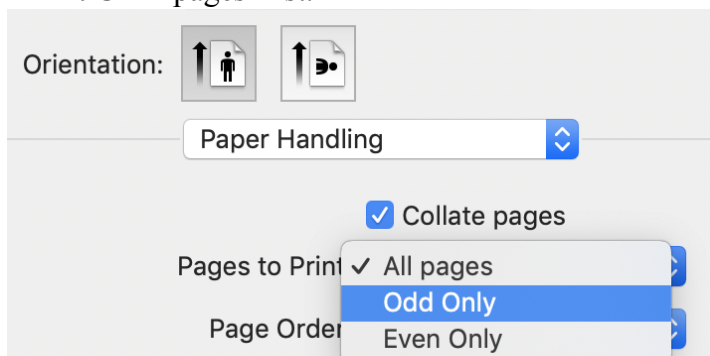 Orientation:
Paper Handling
Collate pages
Pages to Print
All pages
Odd Only
Page Order
Even Only